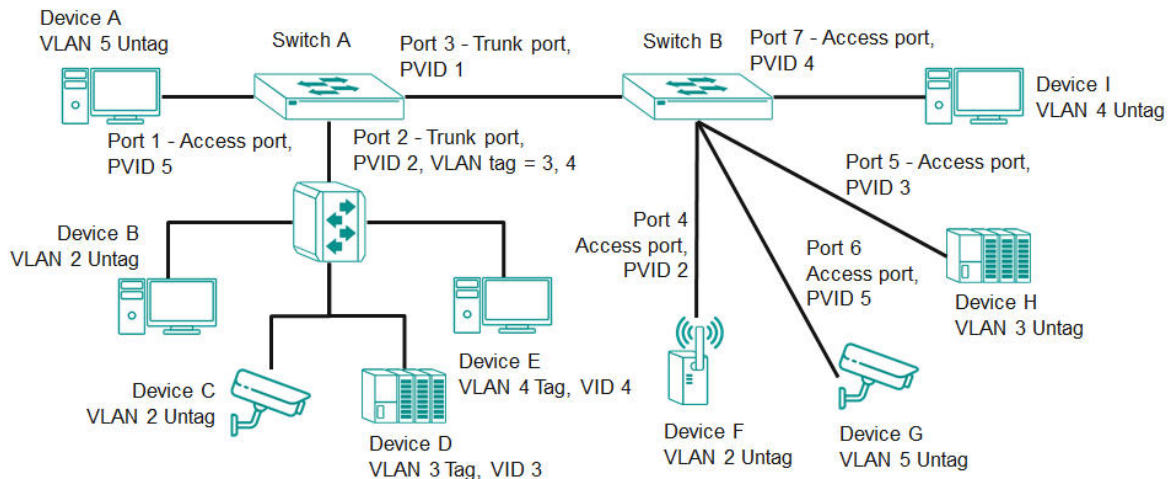 Device A
VLAN 5 Untag
Switch A
Port 3 - Trunk port,
PVID 1
Switch B
Port 7 - Access port,
PVID 4
Device I
VLAN 4 Untag
Port 1 - Access port,
PVID 5
Port 2 - Trunk port,
PVID 2, VLAN tag = 3, 4
Port 5 - Access port,
PVID 3
Device B
VLAN 2 Untag
Port 4
Access port,
PVID 2
Port 6
Access port,
PVID 5
Device H
VLAN 3 Untag
Device E
VLAN 4 Tag, VID 4
Device C
VLAN 2 Untag
Device D
VLAN 3 Tag, VID 3
Device F
VLAN 2 Untag
Device G
VLAN 5 Untag